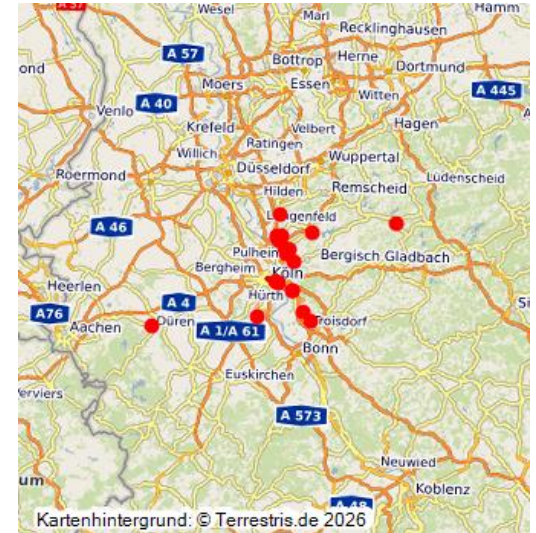 A 57
Wesel
Marl
Hamm
Recklinghausen
A 57
Bottrop
Herne
Dortmund
Moers
Essen
A 445
Venlo
A 40
Witten
Krefeld
Velbert
Hagen
Willich
Ratingen
Wuppertal
Roermond
Düsseldorf
Lüdenscheid
Hilden
Remscheid
A 46
Pulheim
Bergisch Gladbach
Bergheim
Köln
Heerlen
Hürth
A76
A 4
Aachen
Düren
A 1/A 61
Troisdorf
Bonn
Euskirchen
A 573
Neuwied
Koblenz
A 48
Kartenhintergrund: © Terrestris.de 2026